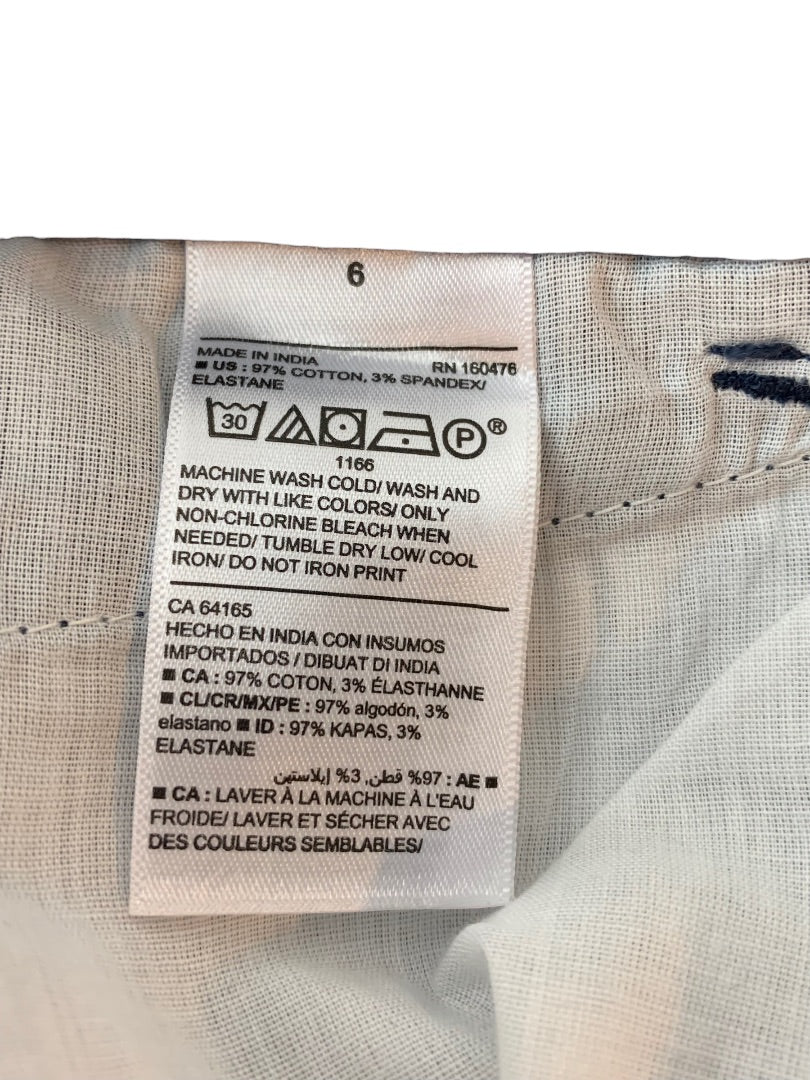 6
MADE IN INDIA RN 160476
■ US : 97% COTTON, 3% SPANDEX/
ELASTANE
30 P ®
1166
MACHINE WASH COLD/ WASH AND
DRY WITH LIKE COLORS/ ONLY
NON-CHLORINE BLEACH WHEN
NEEDED/ TUMBLE DRY LOW/ COOL
IRON/ DO NOT IRON PRINT
CA 64165
HECHO EN INDIA CON INSUMOS
IMPORTADOS / DIBUAT DI INDIA
■ CA : 97% COTON, 3% ÉLASTHANNE
■ CL/CR/MX/PE : 97% algodón, 3%
elastano ■ ID : 97% KAPAS, 3%
ELASTANE
■ AE : 97% قطن, 3% إيلاستين
■ CA : LAVER À LA MACHINE À L'EAU
FROIDE/ LAVER ET SÉCHER AVEC
DES COULEURS SEMBLABLES/